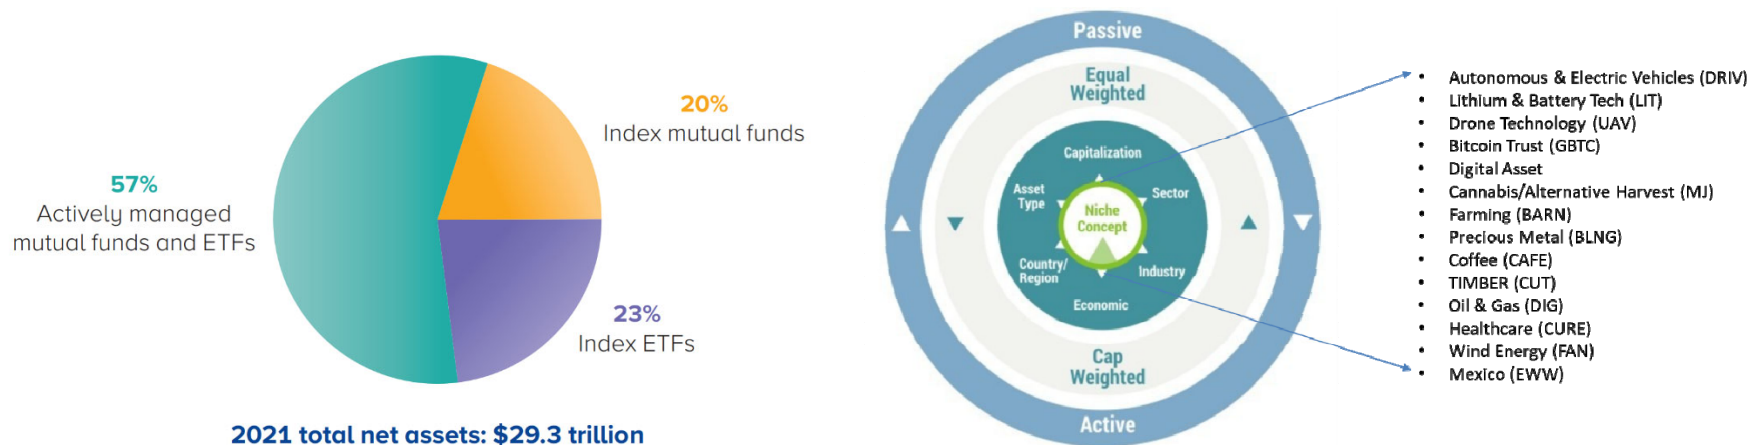 57%
Actively managed
mutual funds and ETFs
20%
Index mutual funds
23%
Index ETFs
2021 total net assets: $29.3 trillion
Passive
Equal
Weighted
Capitalization
Asset
Type
Sector
Niche
Concept
Country/
Region
Industry
Economic
Cap
Weighted
Active
• Autonomous & Electric Vehicles (DRIV)
• Lithium & Battery Tech (LIT)
• Drone Technology (UAV)
• Bitcoin Trust (GBTC)
• Digital Asset
• Cannabis/Alternative Harvest (MJ)
• Farming (BARN)
• Precious Metal (BLNG)
• Coffee (CAFE)
• TIMBER (CUT)
• Oil & Gas (DIG)
• Healthcare (CURE)
• Wind Energy (FAN)
• Mexico (EWW)